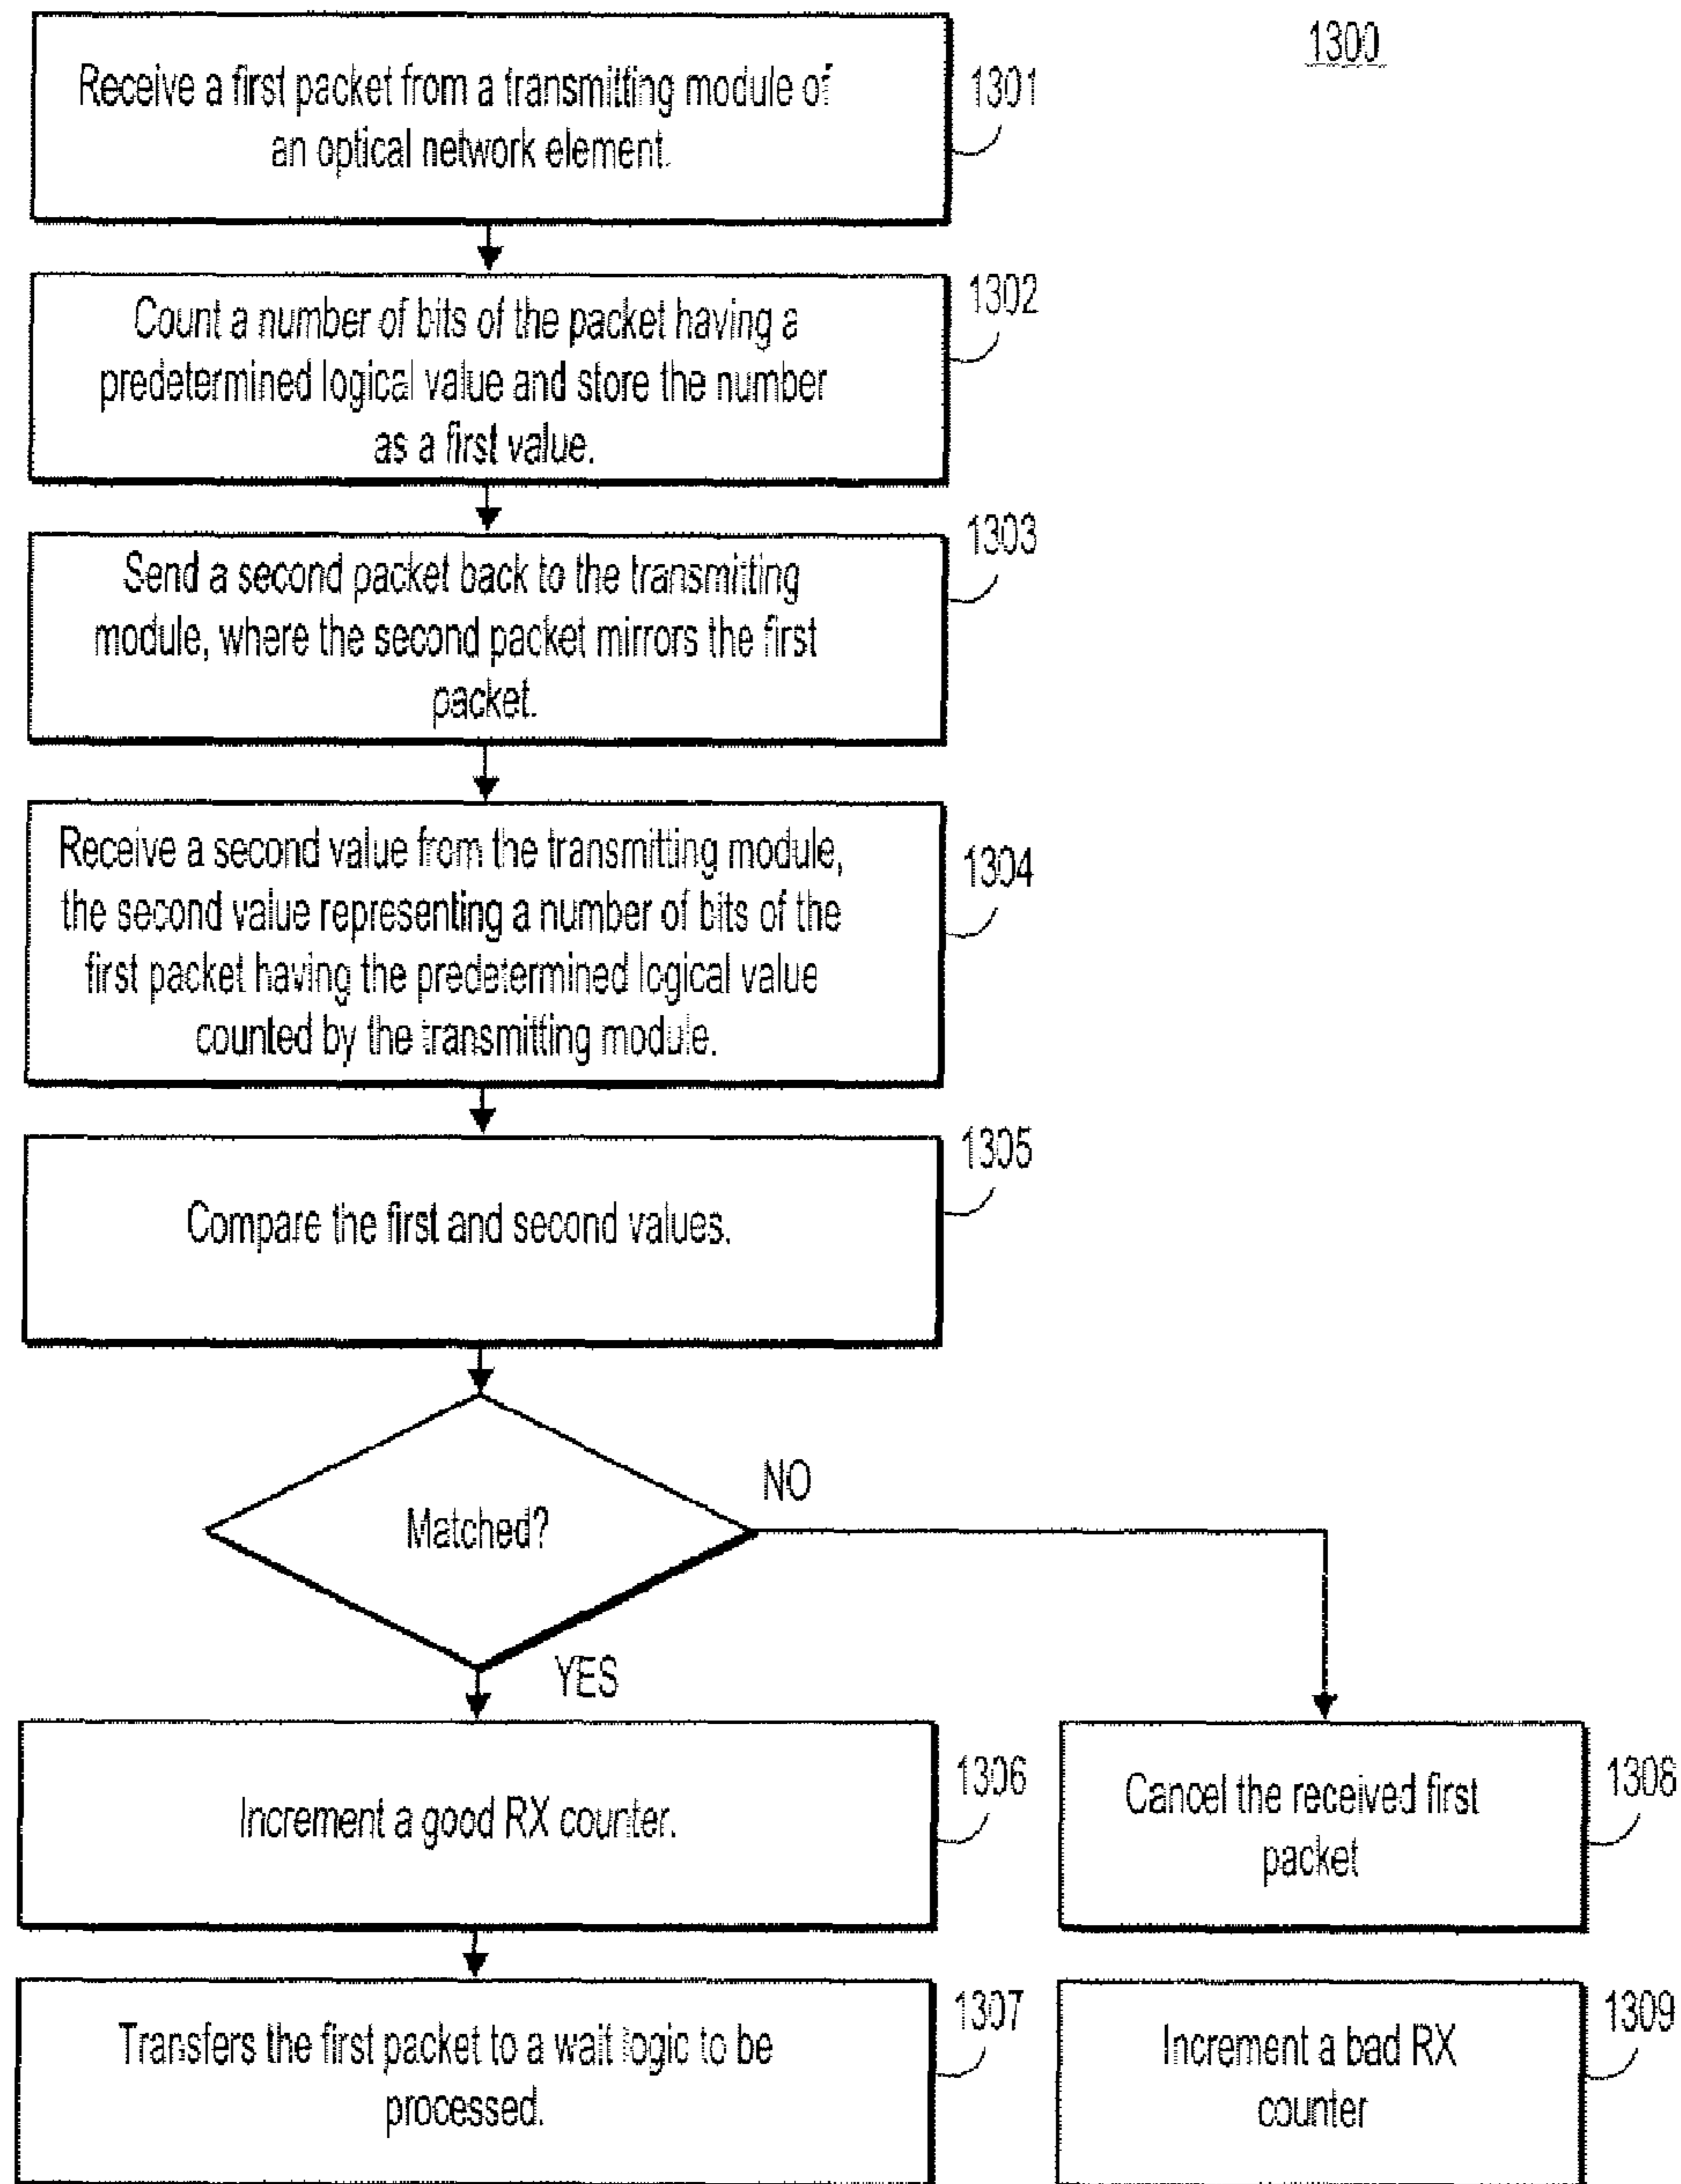 1300
Receive a first packet from a transmitting module of
an optical network element.
1301
Count a number of bits of the packet having a
predetermined logical value and store the number
as a first value.
1302
Send a second packet back to the transmitting
module, where the second packet mirrors the first
packet.
1303
Receive a second value from the transmitting module,
the second value representing a number of bits of the
first packet having the predetermined logical value
counted by the transmitting module.
1304
Compare the first and second values.
1305
Matched?
NO
YES
Increment a good RX counter.
1306
Cancel the received first
packet
1308
Transfers the first packet to a wait logic to be
processed.
1307
Increment a bad RX
counter
1309